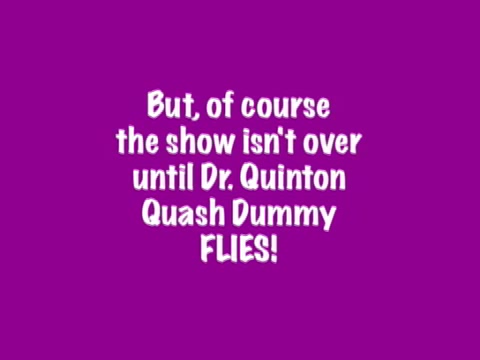 But, of course
the show isn't over
until Dr. Quinton
Quash Dummy
FLIES!